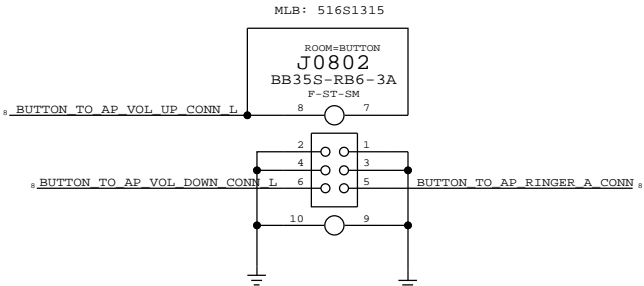 MLB: 516S1315
ROOM=BUTTON
J0802
BB35S-RB6-3A
F-ST-SM
8 BUTTON_TO_AP_VOL_UP_CONN_L 8 7
2 1
4 3
8 BUTTON_TO_AP_VOL_DOWN_CONN_L 6 5 BUTTON_TO_AP_RINGER_A_CONN 8
10 9